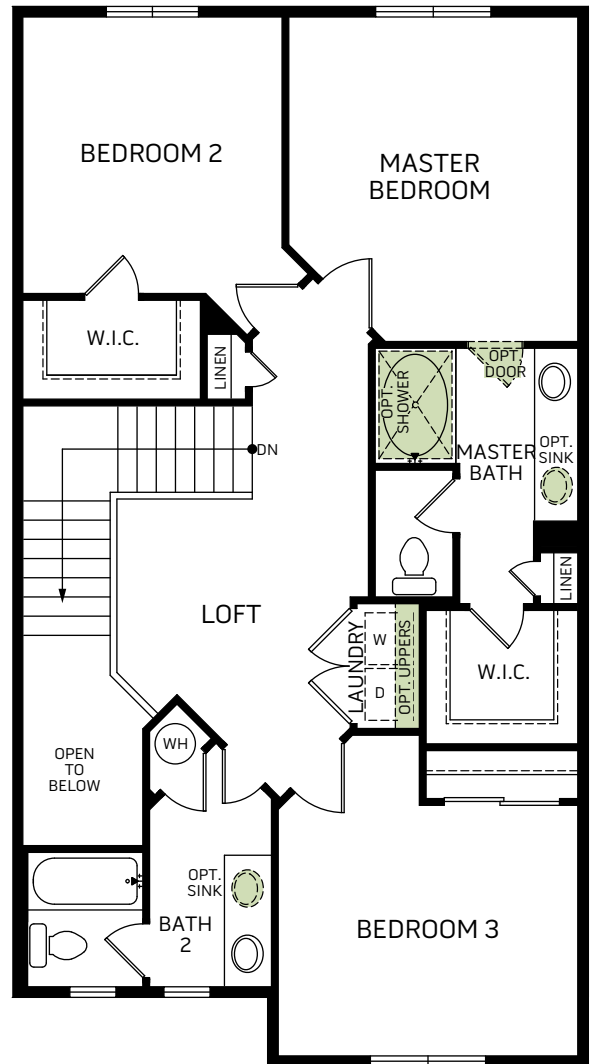 BEDROOM 2
MASTER
BEDROOM
W.I.C.
LINEN
OPT.
SHOWER
OPT.
DOOR
DN
MASTER
BATH
OPT.
SINK
LINEN
LOFT
LAUNDRY
W
D
OPT. UPPERS
W.I.C.
WH
OPEN
TO
BELOW
OPT.
SINK
BATH
2
BEDROOM 3